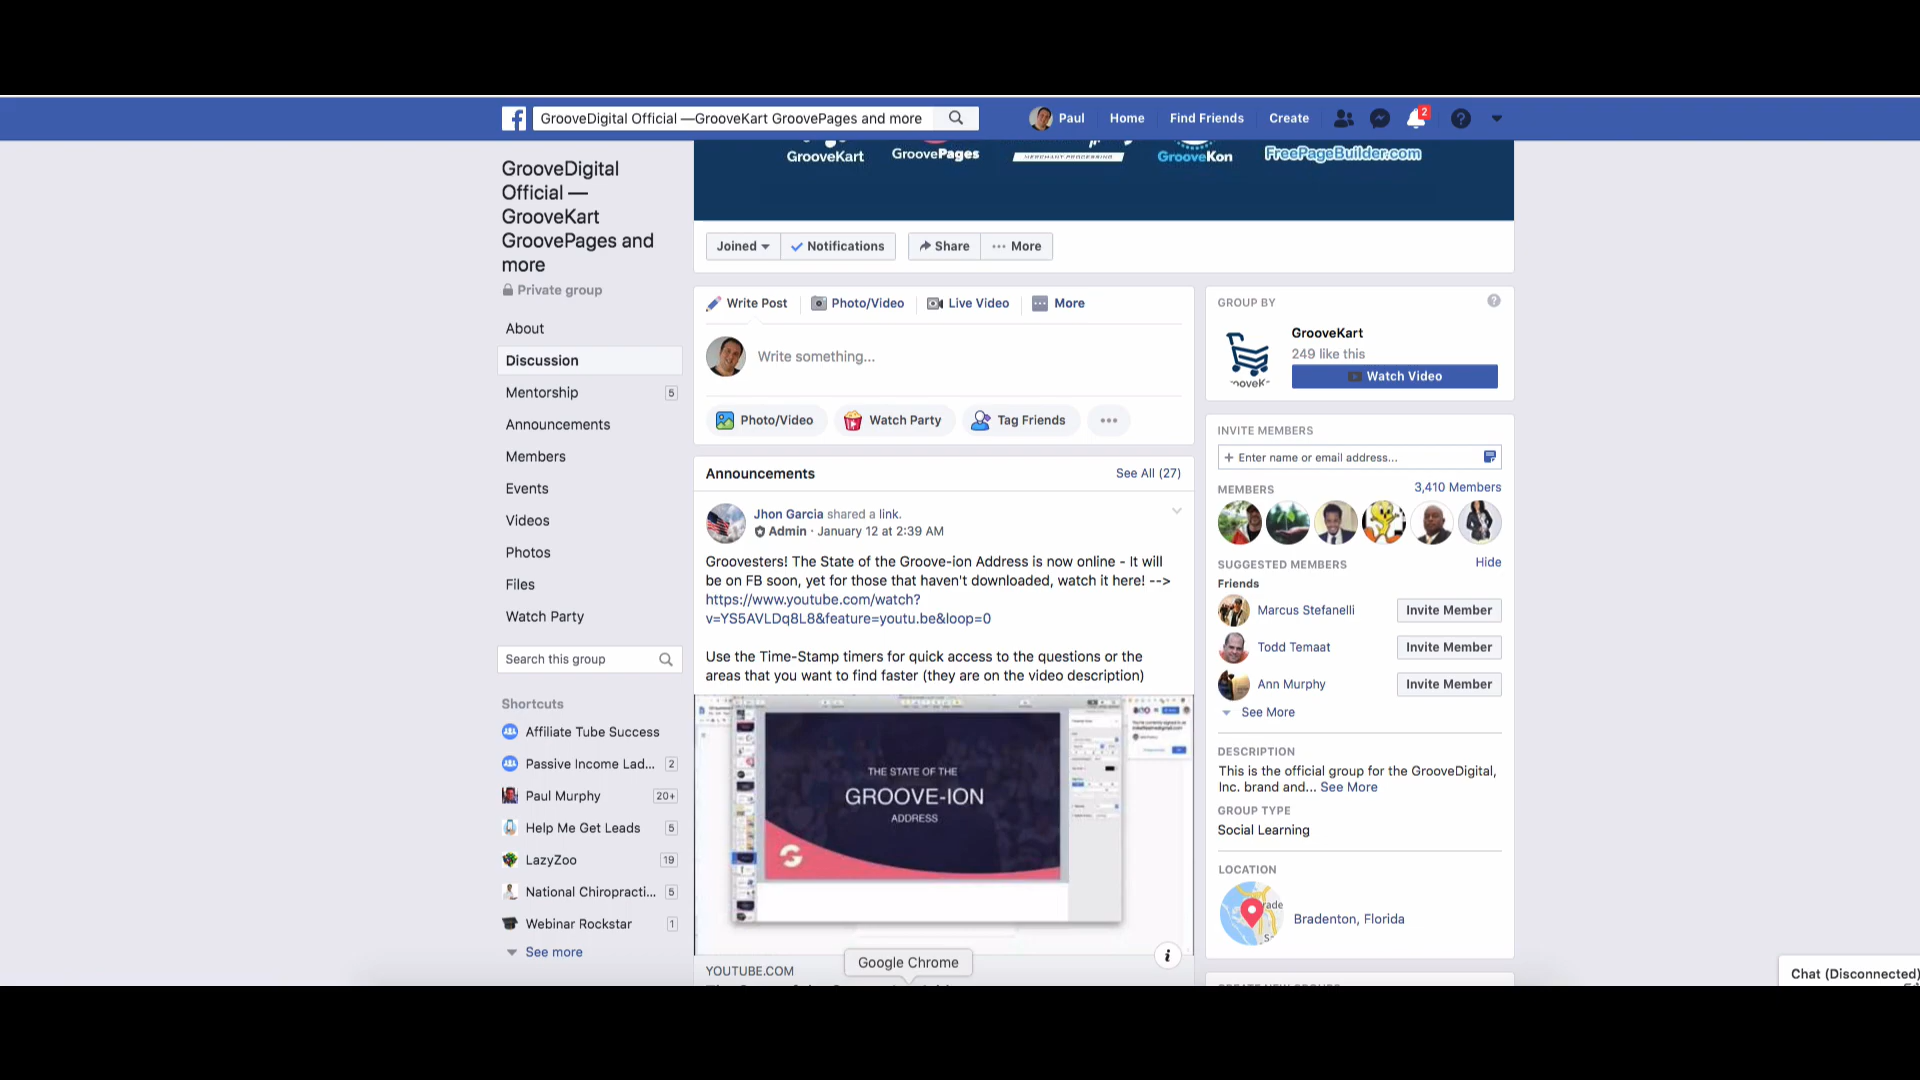 GrooveDigital Official —GrooveKart GroovePages and more
Paul
Home
Find Friends
Create
2
GrooveDigital
Official —
GrooveKart
GroovePages and
more
Private group
About
Discussion
Mentorship 5
Announcements
Members
Events
Videos
Photos
Files
Watch Party
Search this group
Shortcuts
Affiliate Tube Success
Passive Income Lad... 2
Paul Murphy 20+
Help Me Get Leads 5
LazyZoo 19
National Chiropracti... 5
Webinar Rockstar 1
See more
GrooveKart
GroovePages
MERCHANT PROCESSING
GrooveKon
FreePageBuilder.com
Joined
Notifications
Share
More
Write Post
Photo/Video
Live Video
More
Write something...
Photo/Video
Watch Party
Tag Friends
Announcements
See All (27)
Jhon Garcia shared a link.
Admin · January 12 at 2:39 AM
Groovesters! The State of the Groove-ion Address is now online - It will
be on FB soon, yet for those that haven't downloaded, watch it here! -->
https://www.youtube.com/watch?
v=YS5AVLDq8L8&feature=youtu.be&loop=0
Use the Time-Stamp timers for quick access to the questions or the
areas that you want to find faster (they are on the video description)
THE STATE OF THE
GROOVE-ION
ADDRESS
YOUTUBE.COM
Google Chrome
GROUP BY
GrooveKart
249 like this
Watch Video
INVITE MEMBERS
+ Enter name or email address...
MEMBERS
3,410 Members
SUGGESTED MEMBERS
Hide
Friends
Marcus Stefanelli
Invite Member
Todd Temaat
Invite Member
Ann Murphy
Invite Member
See More
DESCRIPTION
This is the official group for the GrooveDigital,
Inc. brand and... See More
GROUP TYPE
Social Learning
LOCATION
Bradenton, Florida
Chat (Disconnected)